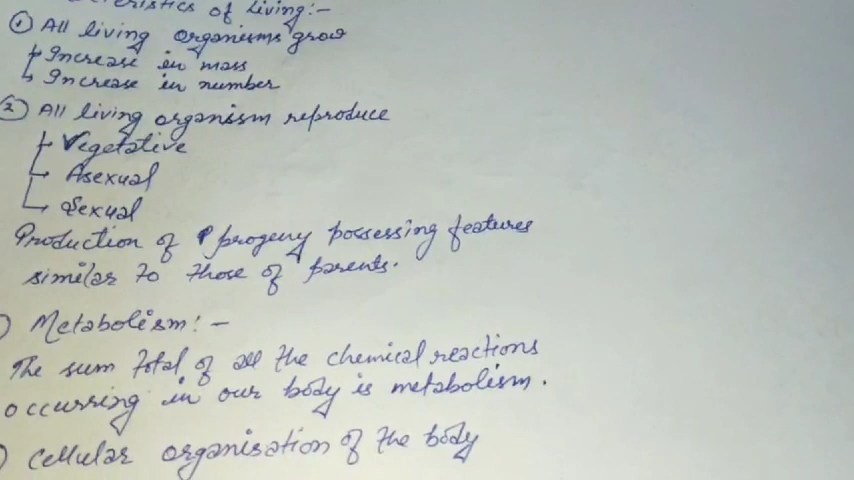 cteristics of living:-
① All living organisms grow
Increase in mass
Increase in number
② All living organism reproduce
Vegetative
Asexual
Sexual
Production of progeny possessing features
similar to those of parents.
Metabolism:-
The sum total of all the chemical reactions
occurring in our body is metabolism.
Cellular organisation of the body